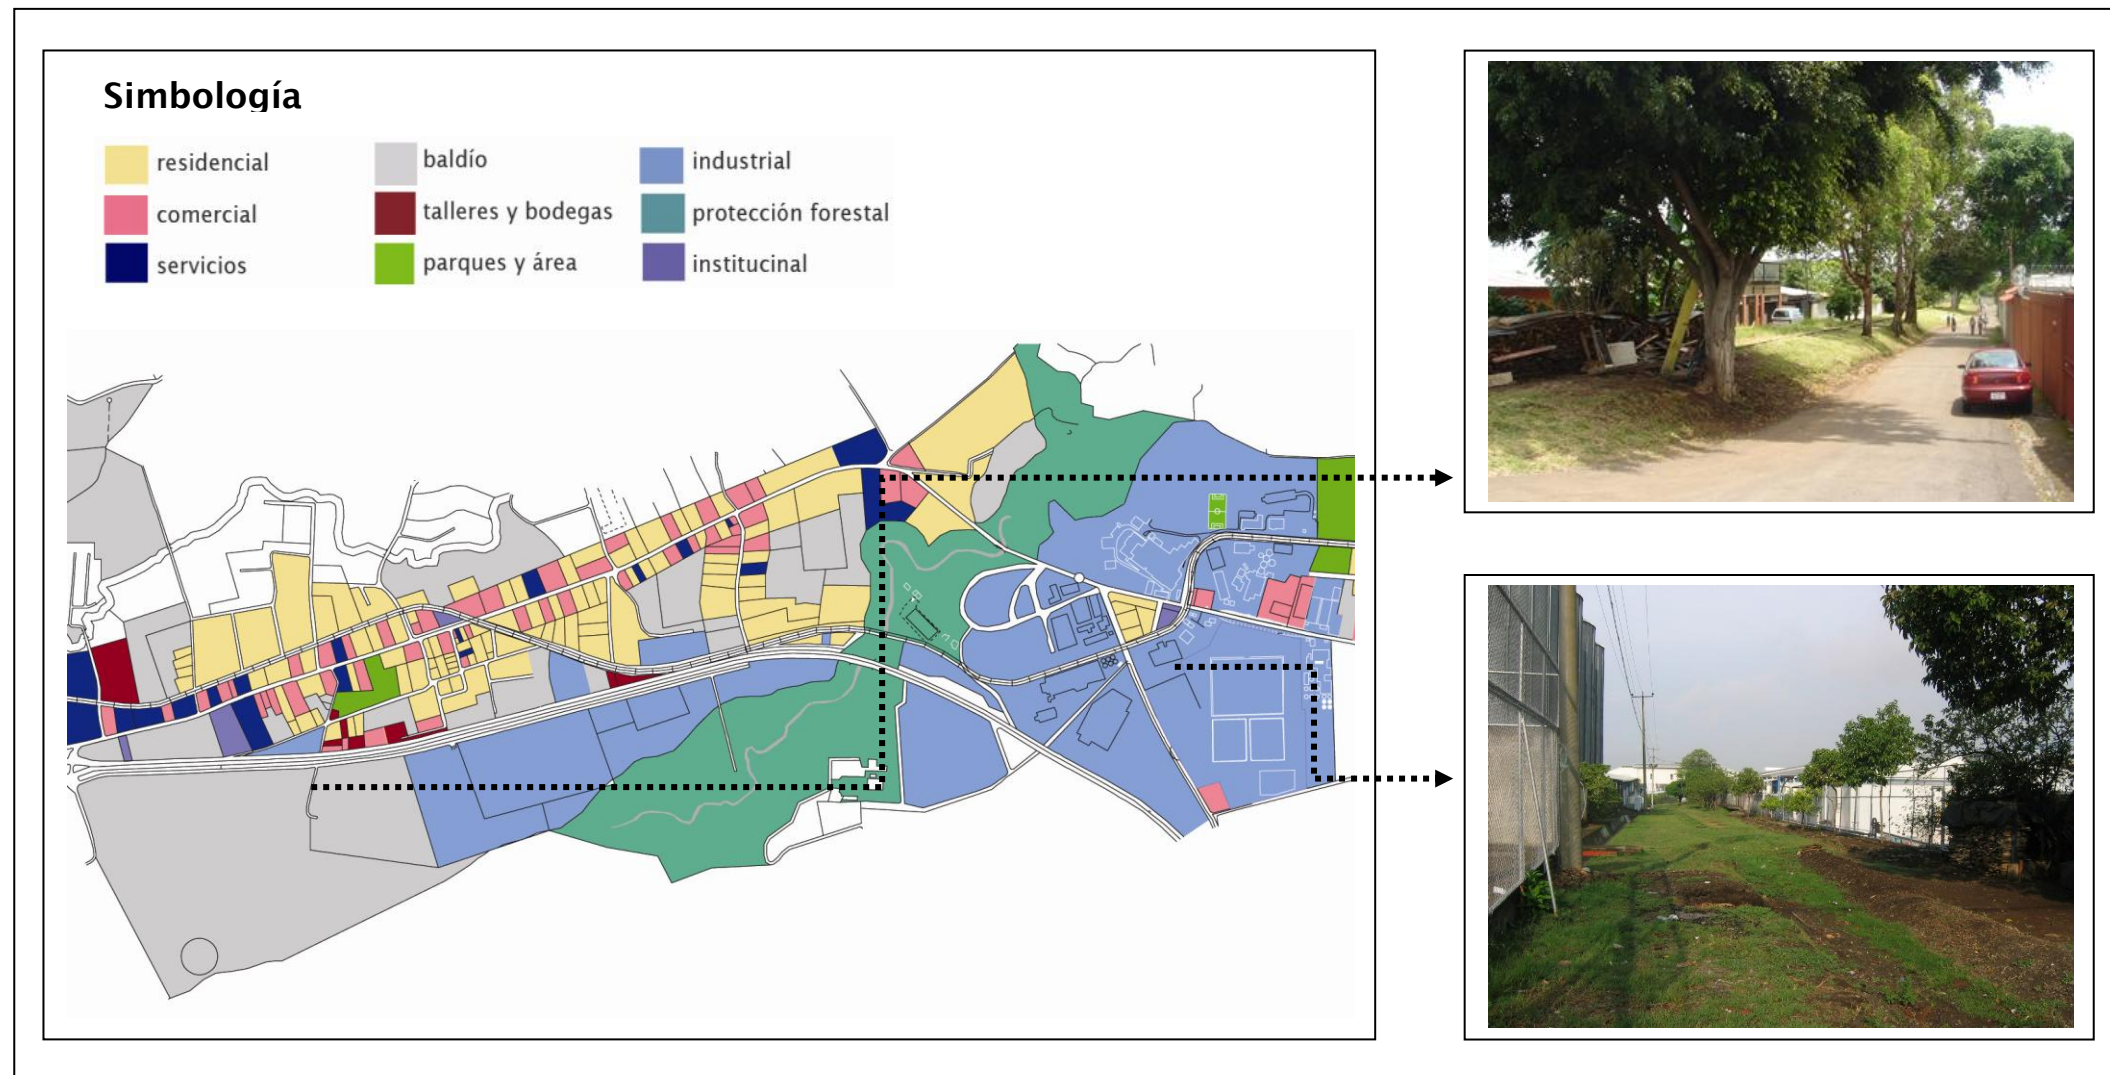 Simbología
residencial
baldío
industrial
comercial
talleres y bodegas
protección forestal
servicios
parques y área
institucinal